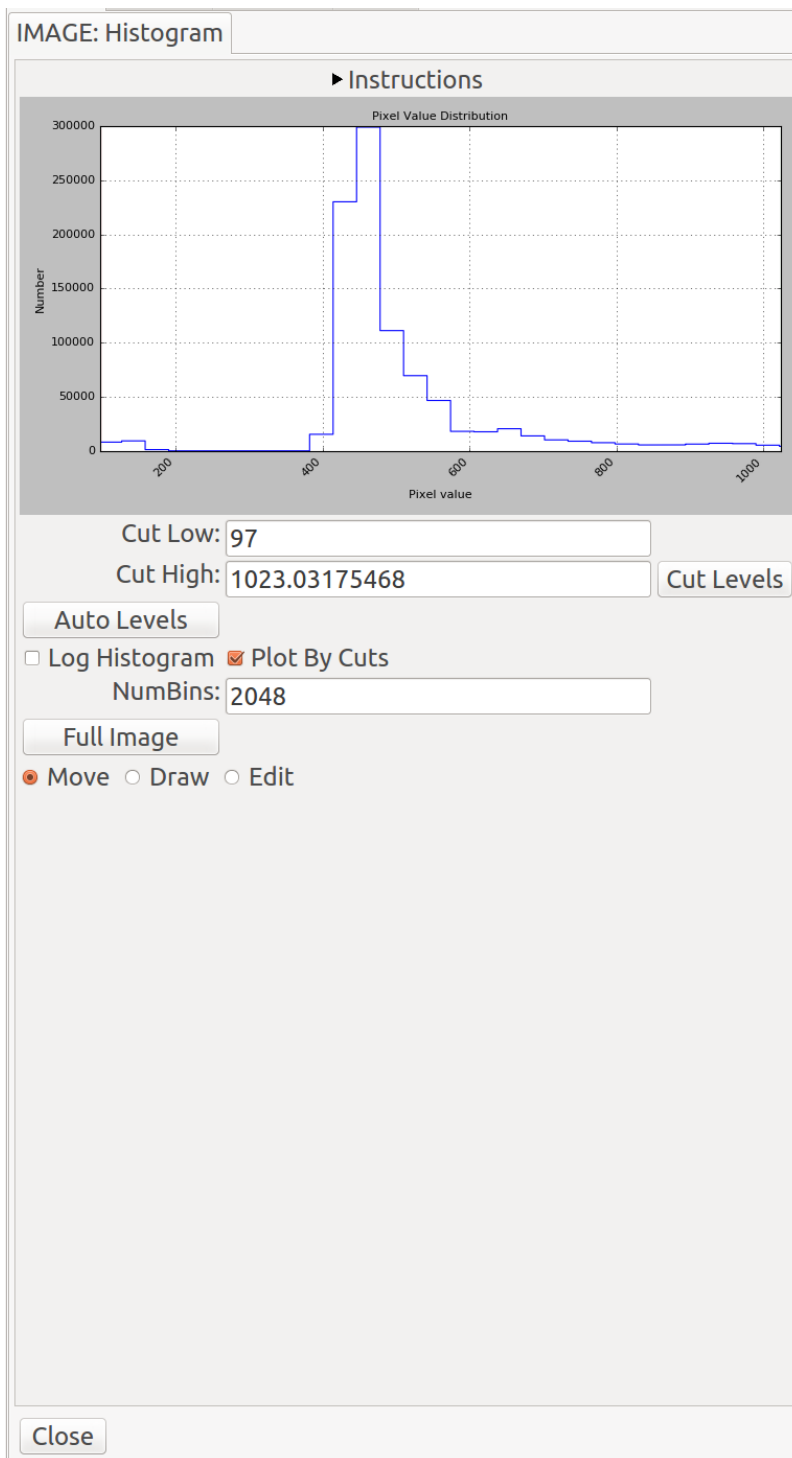 IMAGE: Histogram
Instructions
Pixel Value Distribution
300000
250000
200000
150000
100000
50000
0
Number
200
400
600
800
1000
Pixel value
Cut Low: 97
Cut High: 1023.03175468 Cut Levels
Auto Levels
Log Histogram Plot By Cuts
NumBins: 2048
Full Image
Move Draw Edit
Close